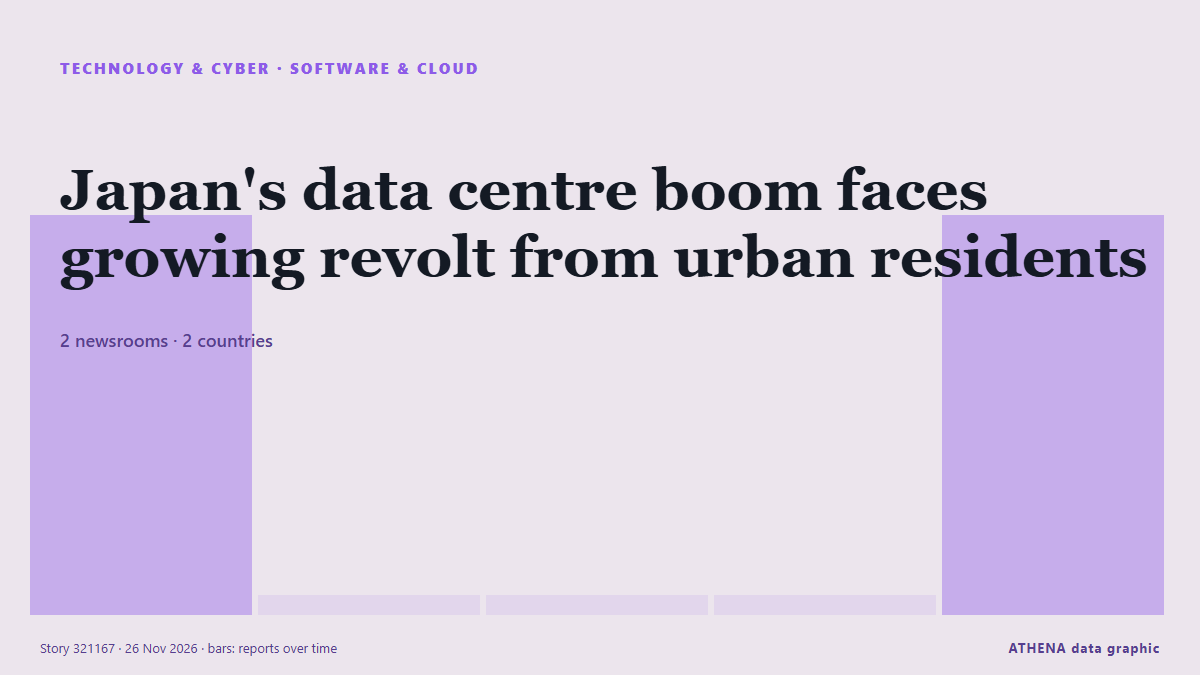 TECHNOLOGY & CYBER · SOFTWARE & CLOUD
Japan's data centre boom faces
growing revolt from urban residents
2 newsrooms · 2 countries
Story 321167 · 26 Nov 2026 · bars: reports over time
ATHENA data graphic